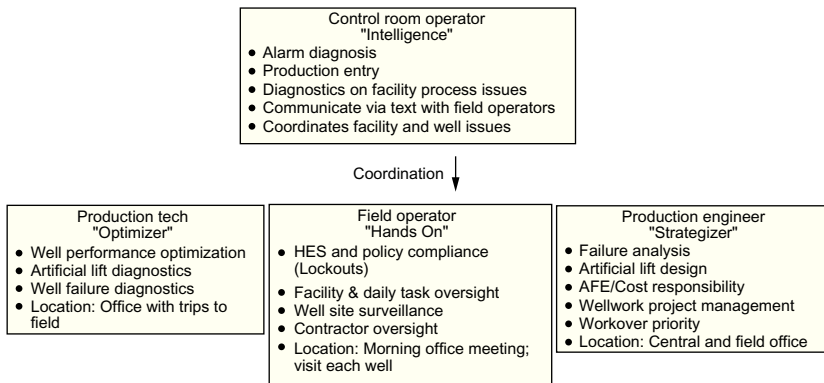 Control room operator
"Intelligence"
• Alarm diagnosis
• Production entry
• Diagnostics on facility process issues
• Communicate via text with field operators
• Coordinates facility and well issues
Coordination
Production tech
"Optimizer"
• Well performance optimization
• Artificial lift diagnostics
• Well failure diagnostics
• Location: Office with trips to
field
Field operator
"Hands On"
• HES and policy compliance
(Lockouts)
• Facility & daily task oversight
• Well site surveillance
• Contractor oversight
• Location: Morning office meeting;
visit each well
Production engineer
"Strategizer"
• Failure analysis
• Artificial lift design
• AFE/Cost responsibility
• Wellwork project management
• Workover priority
• Location: Central and field office